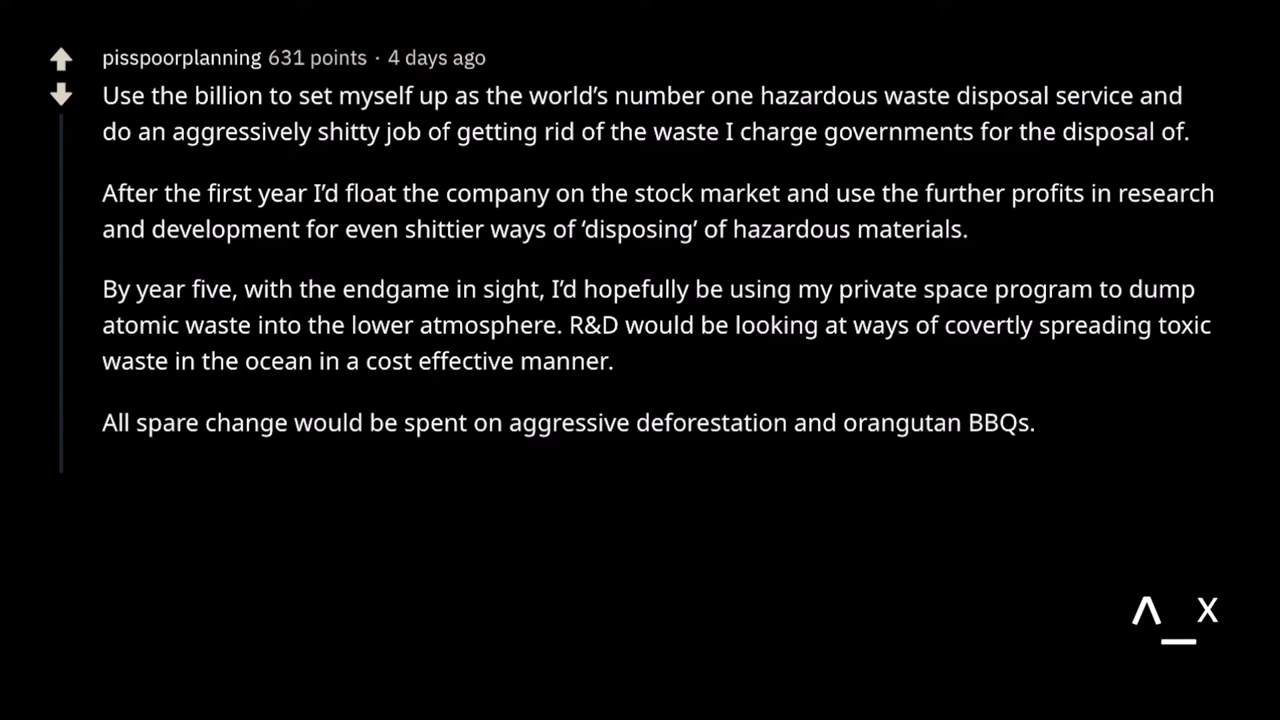 pisspoorplanning 631 points · 4 days ago
Use the billion to set myself up as the world’s number one hazardous waste disposal service and
do an aggressively shitty job of getting rid of the waste I charge governments for the disposal of.
After the first year I’d float the company on the stock market and use the further profits in research
and development for even shittier ways of ‘disposing’ of hazardous materials.
By year five, with the endgame in sight, I’d hopefully be using my private space program to dump
atomic waste into the lower atmosphere. R&D would be looking at ways of covertly spreading toxic
waste in the ocean in a cost effective manner.
All spare change would be spent on aggressive deforestation and orangutan BBQs.
^_x